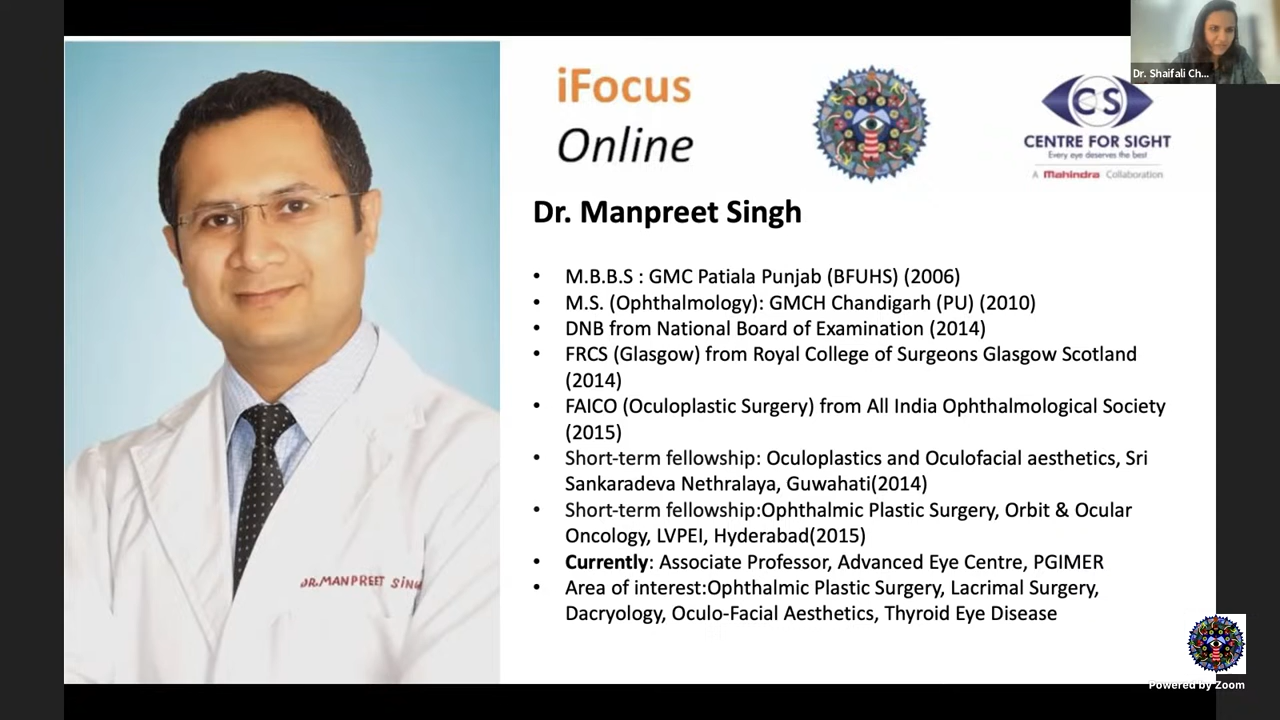 Dr. Shaifali Ch...
iFocus
Online
CS
CENTRE FOR SIGHT
Every eye deserves the best
A Mahindra Collaboration
Dr. Manpreet Singh
• M.B.B.S : GMC Patiala Punjab (BFUHS) (2006)
• M.S. (Ophthalmology): GMCH Chandigarh (PU) (2010)
• DNB from National Board of Examination (2014)
• FRCS (Glasgow) from Royal College of Surgeons Glasgow Scotland
(2014)
• FAICO (Oculoplastic Surgery) from All India Ophthalmological Society
(2015)
• Short-term fellowship: Oculoplastics and Oculofacial aesthetics, Sri
Sankaradeva Nethralaya, Guwahati(2014)
• Short-term fellowship:Ophthalmic Plastic Surgery, Orbit & Ocular
Oncology, LVPEI, Hyderabad(2015)
• Currently: Associate Professor, Advanced Eye Centre, PGIMER
• Area of interest:Ophthalmic Plastic Surgery, Lacrimal Surgery,
Dacryology, Oculo-Facial Aesthetics, Thyroid Eye Disease
DR.MANPREET SING
Powered by Zoom